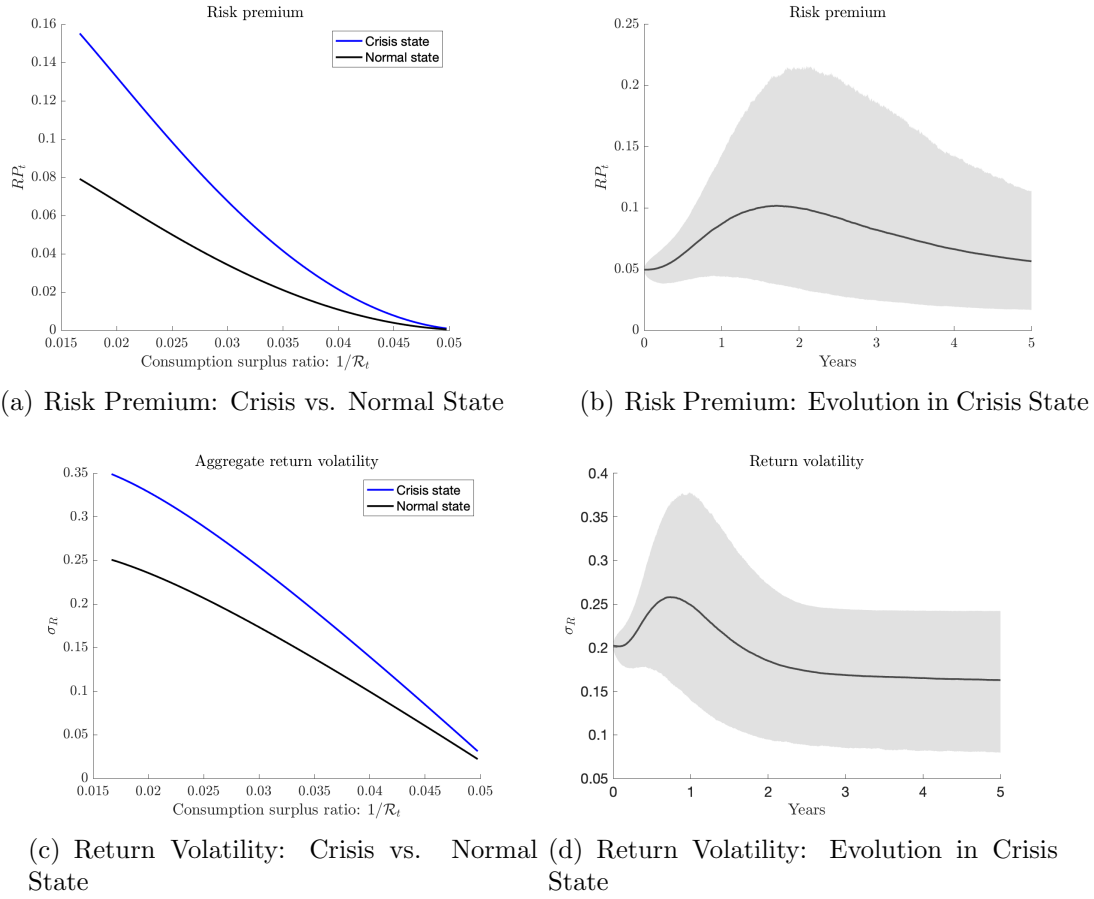 Risk premium
0.16
0.14
0.12
0.1
0.08
0.06
0.04
0.02
0
RP_t
Crisis state
Normal state
0.015 0.02 0.025 0.03 0.035 0.04 0.045 0.05
Consumption surplus ratio: 1/ℛ_t
(a) Risk Premium: Crisis vs. Normal State
Risk premium
0.25
0.2
0.15
0.1
0.05
0
RP_t
0 1 2 3 4 5
Years
(b) Risk Premium: Evolution in Crisis State
Aggregate return volatility
0.35
0.3
0.25
0.2
0.15
0.1
0.05
0
σ_R
Crisis state
Normal state
0.015 0.02 0.025 0.03 0.035 0.04 0.045 0.05
Consumption surplus ratio: 1/ℛ_t
(c) Return Volatility: Crisis vs. Normal
State
Return volatility
0.4
0.35
0.3
0.25
0.2
0.15
0.1
0.05
σ_R
0 1 2 3 4 5
Years
(d) Return Volatility: Evolution in Crisis
State